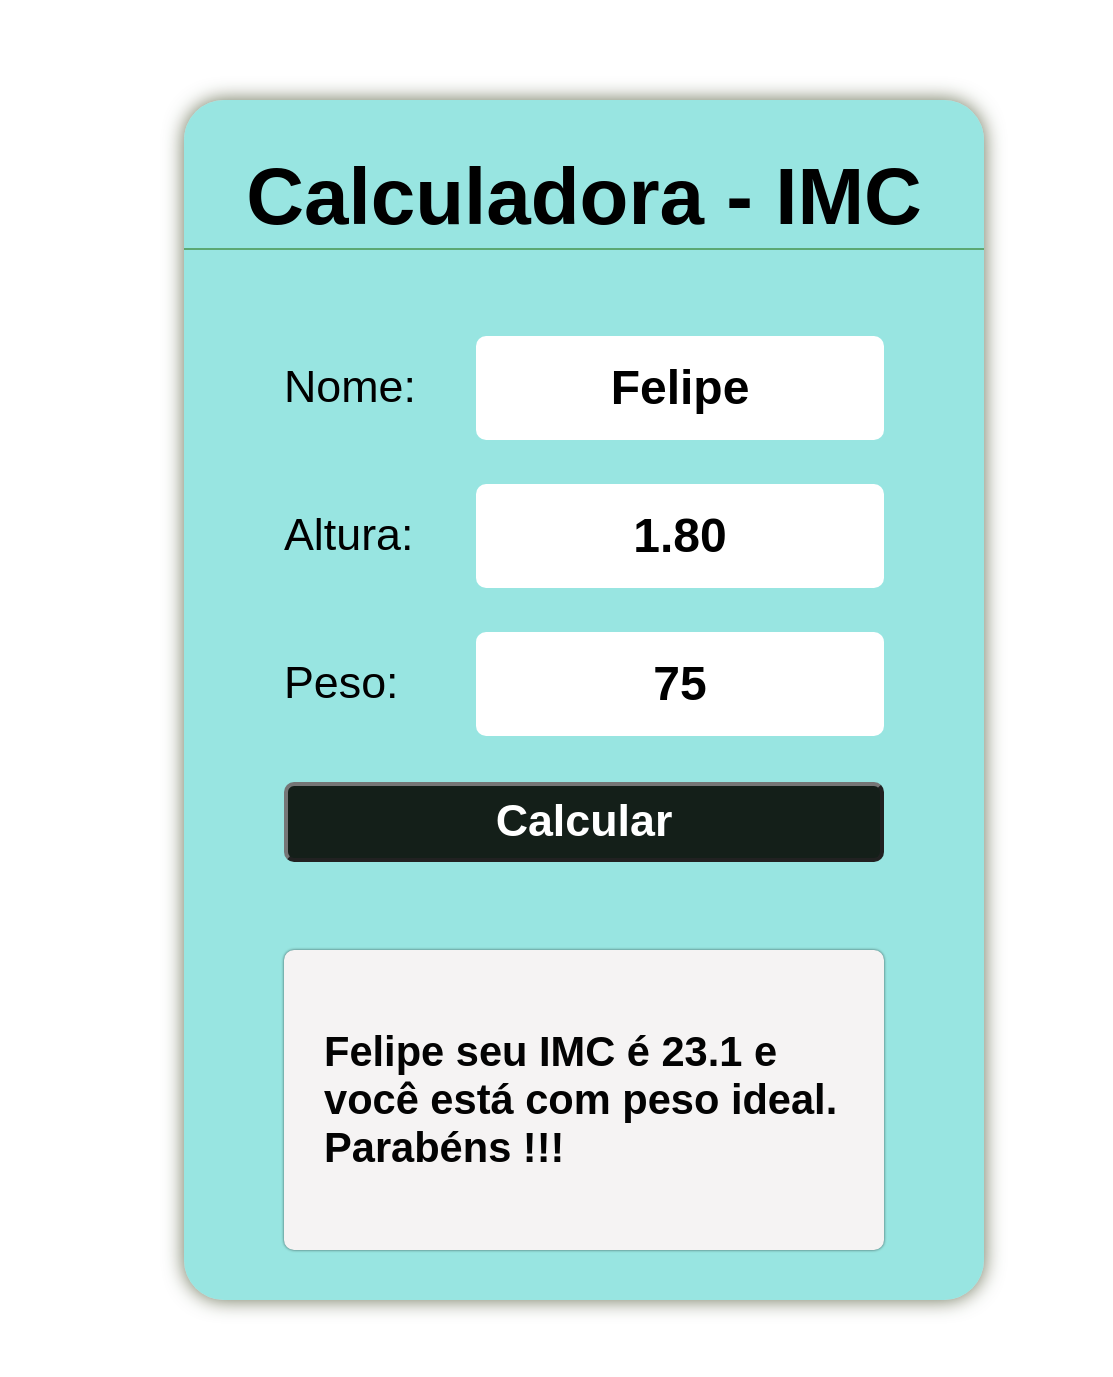 Calculadora - IMC
Nome:
Felipe
Altura:
1.80
Peso:
75
Calcular
Felipe seu IMC é 23.1 e
você está com peso ideal.
Parabéns !!!